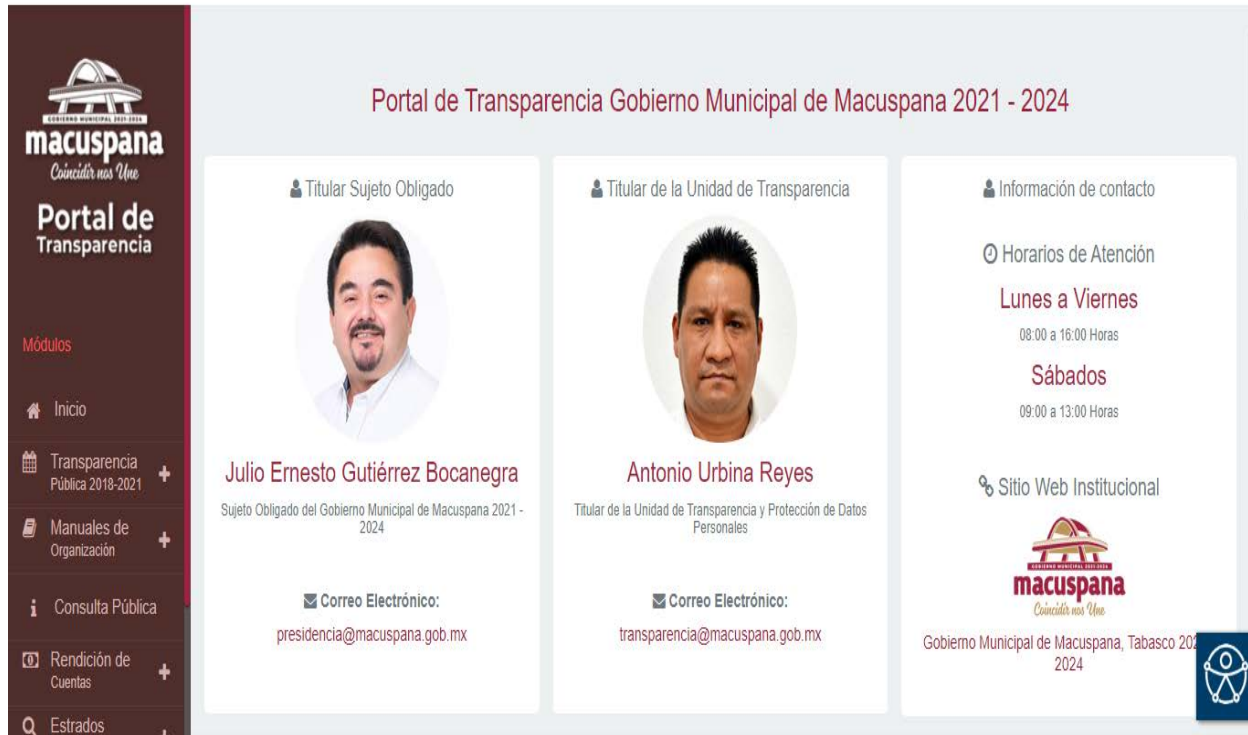 GOBIERNO MUNICIPAL 2021-2024
macuspana
Coincidir nos Une
Portal de
Transparencia
Módulos
Inicio
Transparencia
Pública 2018-2021
Manuales de
Organización
Consulta Pública
Rendición de
Cuentas
Estrados
Portal de Transparencia Gobierno Municipal de Macuspana 2021 - 2024
Titular Sujeto Obligado
Julio Ernesto Gutiérrez Bocanegra
Sujeto Obligado del Gobierno Municipal de Macuspana 2021 -
2024
Correo Electrónico:
presidencia@macuspana.gob.mx
Titular de la Unidad de Transparencia
Antonio Urbina Reyes
Titular de la Unidad de Transparencia y Protección de Datos
Personales
Correo Electrónico:
transparencia@macuspana.gob.mx
Información de contacto
Horarios de Atención
Lunes a Viernes
08:00 a 16:00 Horas
Sábados
09:00 a 13:00 Horas
Sitio Web Institucional
GOBIERNO MUNICIPAL 2021-2024
macuspana
Coincidir nos Une
Gobierno Municipal de Macuspana, Tabasco
2024